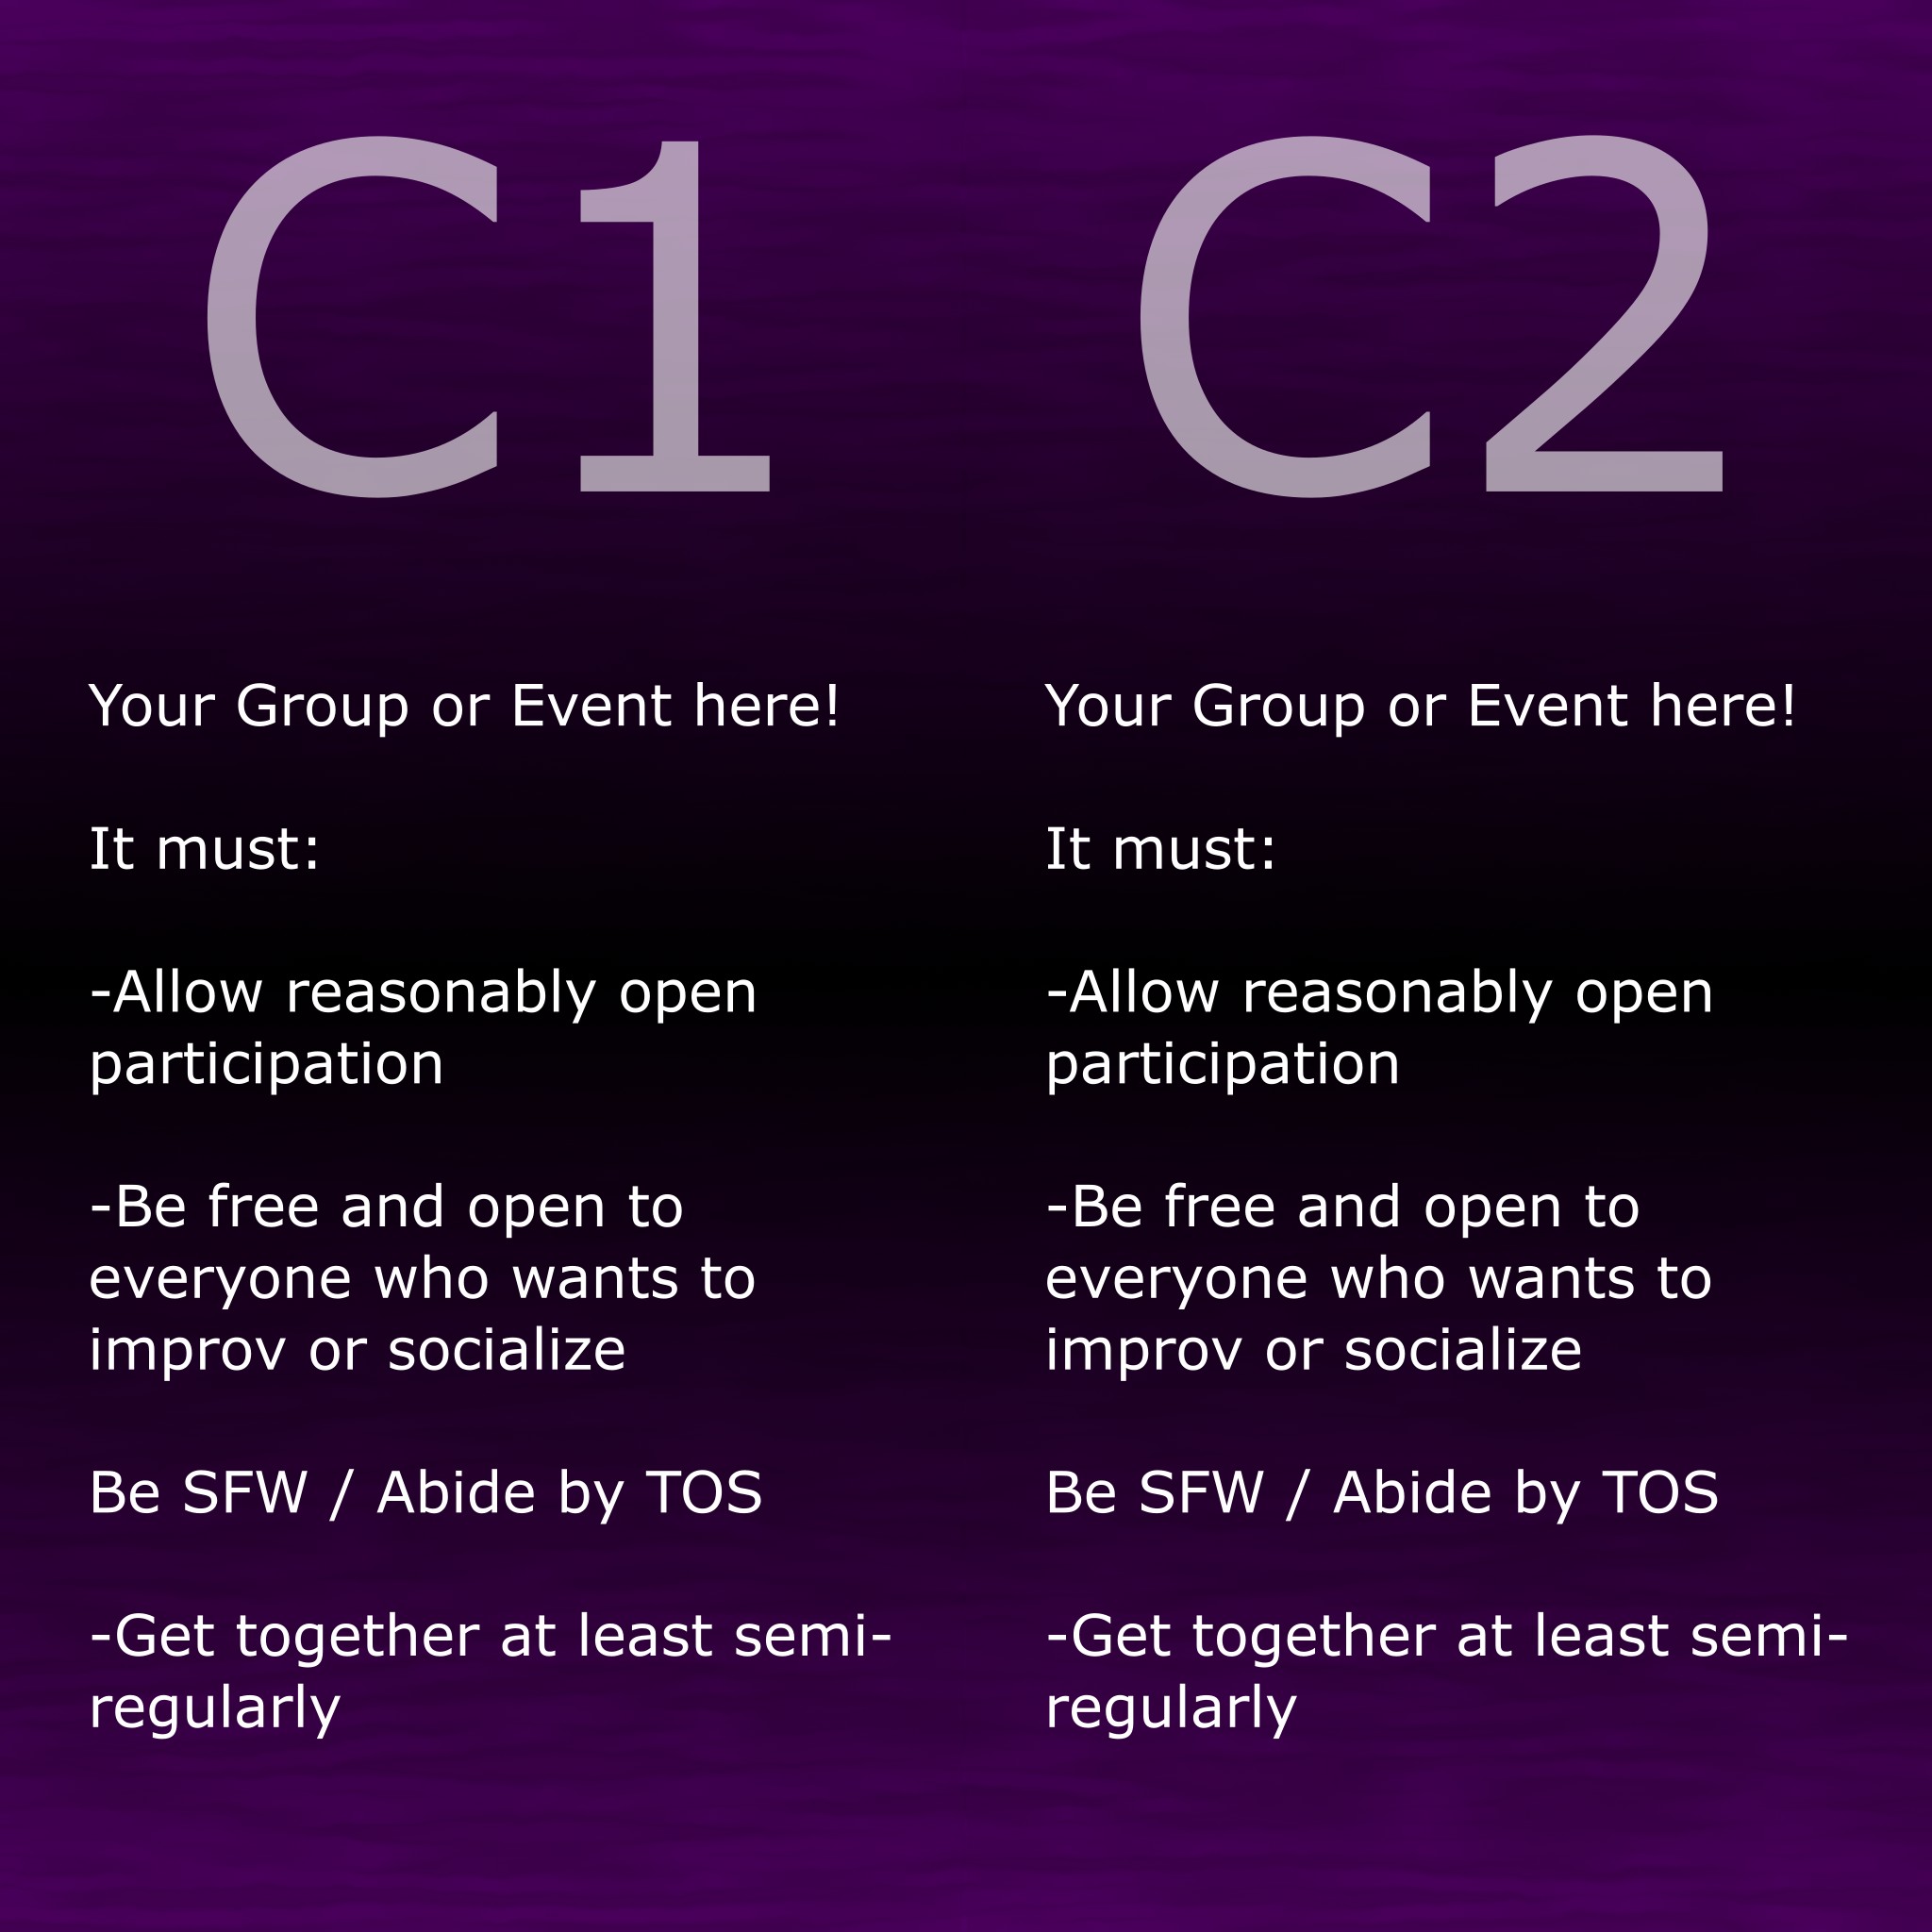 C1
Your Group or Event here!
It must:
-Allow reasonably open
participation
-Be free and open to
everyone who wants to
improv or socialize
Be SFW / Abide by TOS
-Get together at least semi-
regularly
C2
Your Group or Event here!
It must:
-Allow reasonably open
participation
-Be free and open to
everyone who wants to
improv or socialize
Be SFW / Abide by TOS
-Get together at least semi-
regularly